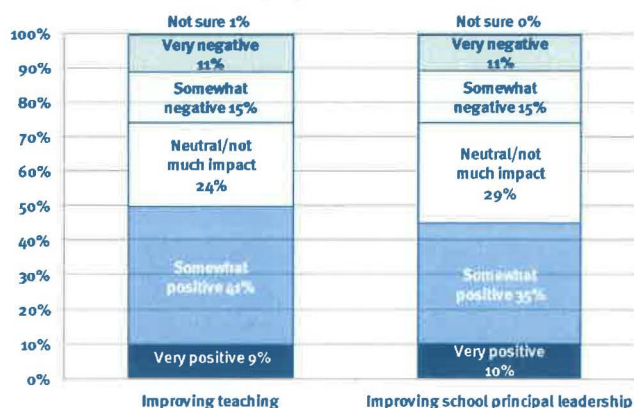 Not sure 1%
Not sure 0%
100%
90%
80%
70%
60%
50%
40%
30%
20%
10%
0%
Very negative
11%
Somewhat
negative 15%
Neutral/not
much impact
24%
Somewhat
positive 41%
Very positive 9%
Very negative
11%
Somewhat
negative 15%
Neutral/not
much impact
29%
Somewhat
positive 35%
Very positive
10%
Improving teaching
Improving school principal leadership